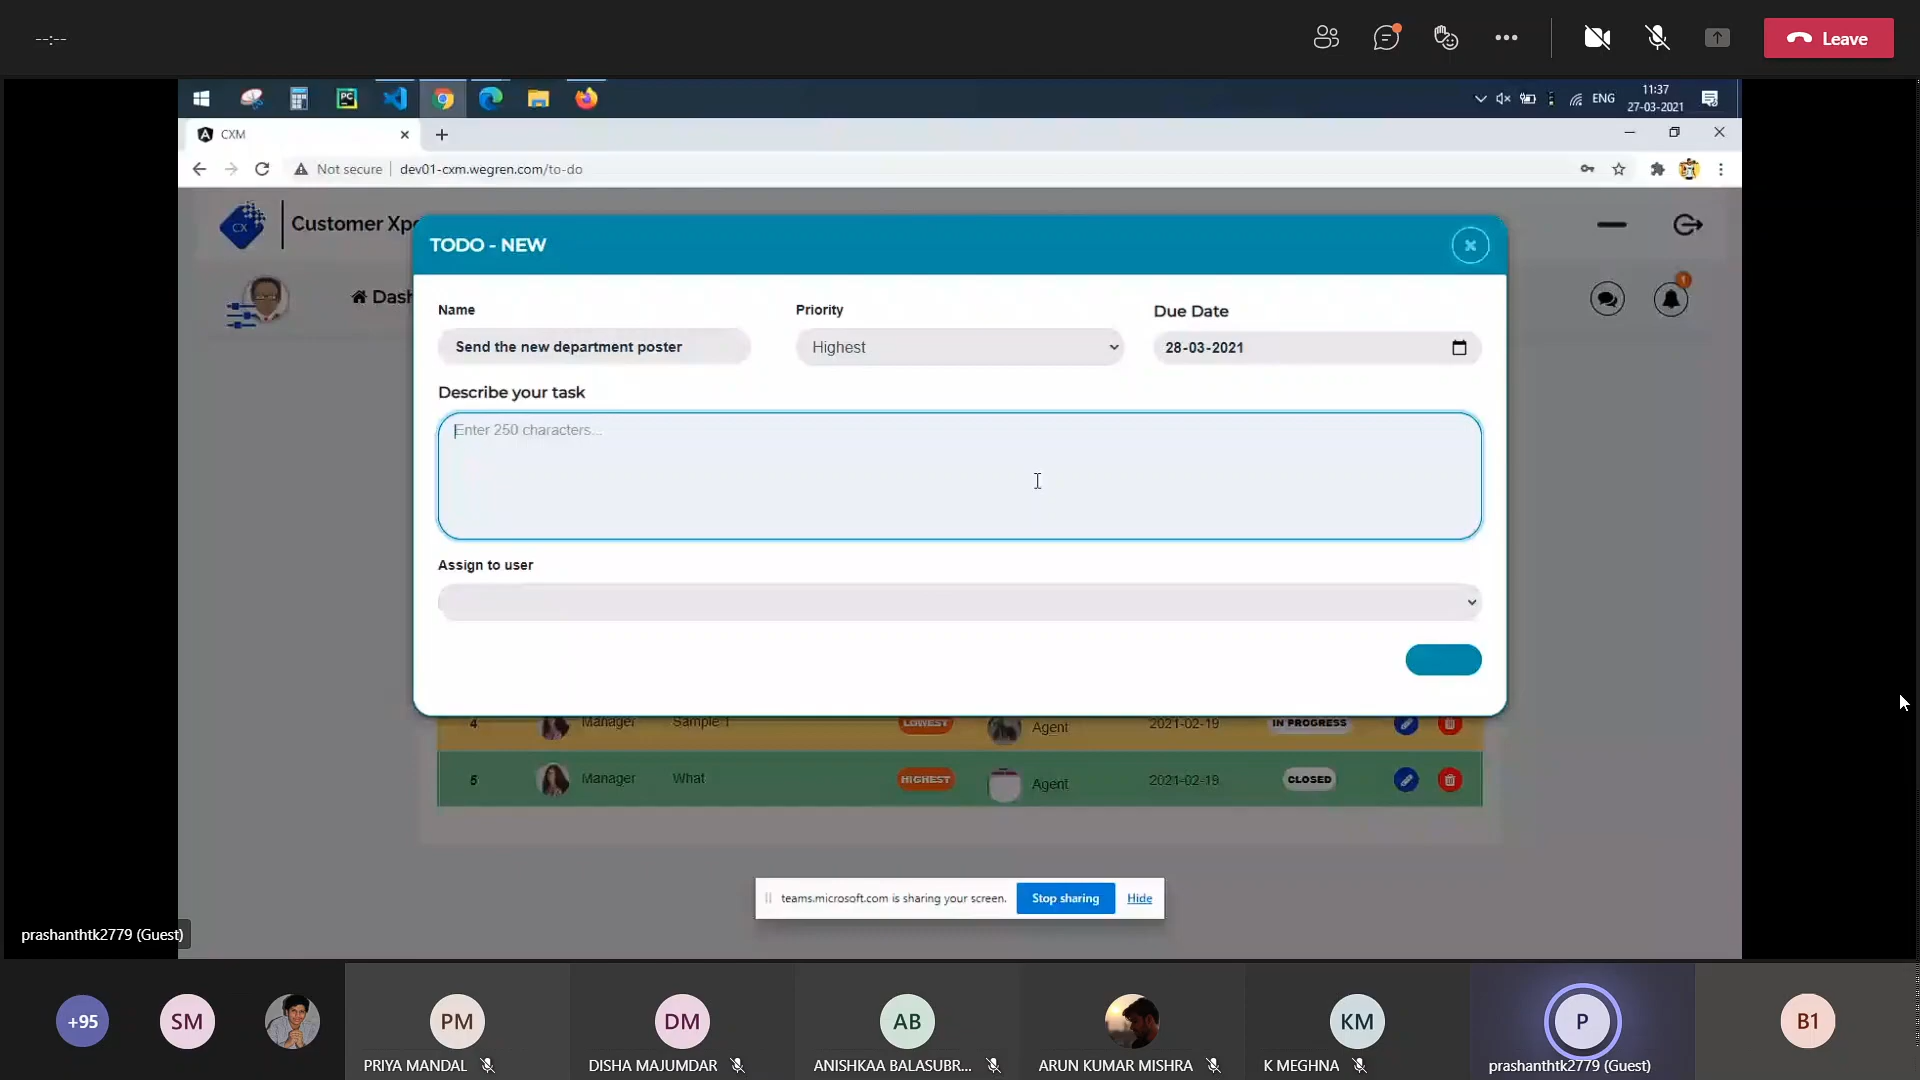 --:--
Leave
PC
ENG
11:37
27-03-2021
CXM
Not secure
dev01-cxm.wegren.com/to-do
CX
Customer Xpe
TODO - NEW
Dash
1
Name
Priority
Due Date
Send the new department poster
Highest
28-03-2021
Describe your task
Enter 250 characters...
Assign to user
4 Manager Sample 1 LOWEST Agent 2021-02-19 IN PROGRESS
5 Manager What HIGHEST Agent 2021-02-19 CLOSED
teams.microsoft.com is sharing your screen.
Stop sharing
Hide
prashanthtk2779 (Guest)
+95
SM
PM
DM
AB
KM
P
B1
PRIYA MANDAL
DISHA MAJUMDAR
ANISHKAA BALASUBR...
ARUN KUMAR MISHRA
K MEGHNA
prashanthtk2779 (Guest)